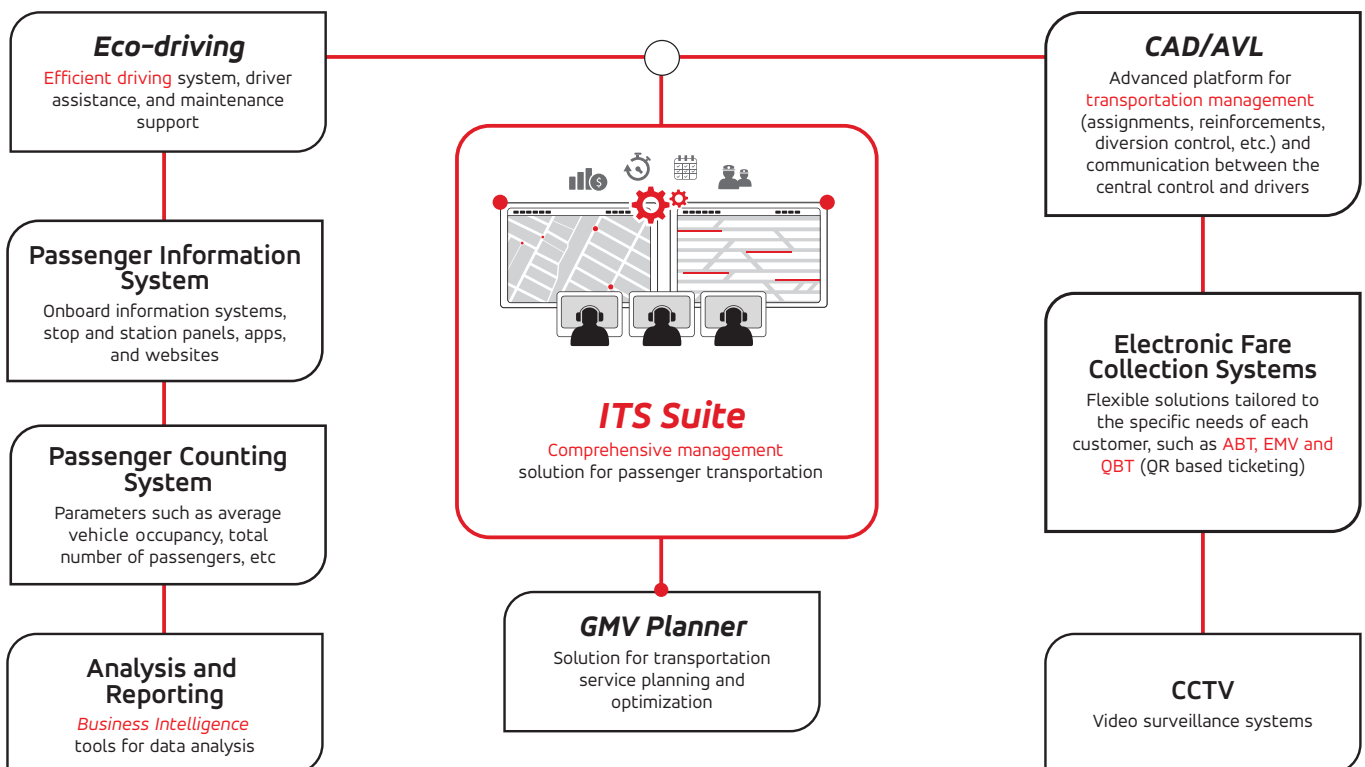 Eco-driving
Efficient driving system, driver
assistance, and maintenance
support
Passenger Information
System
Onboard information systems,
stop and station panels, apps,
and websites
Passenger Counting
System
Parameters such as average
vehicle occupancy, total
number of passengers, etc
Analysis and
Reporting
Business Intelligence
tools for data analysis
$
ITS Suite
Comprehensive management
solution for passenger transportation
GMV Planner
Solution for transportation
service planning and
optimization
CAD/AVL
Advanced platform for
transportation management
(assignments, reinforcements,
diversion control, etc.) and
communication between the
central control and drivers
Electronic Fare
Collection Systems
Flexible solutions tailored to
the specific needs of each
customer, such as ABT, EMV and
QBT (QR based ticketing)
CCTV
Video surveillance systems